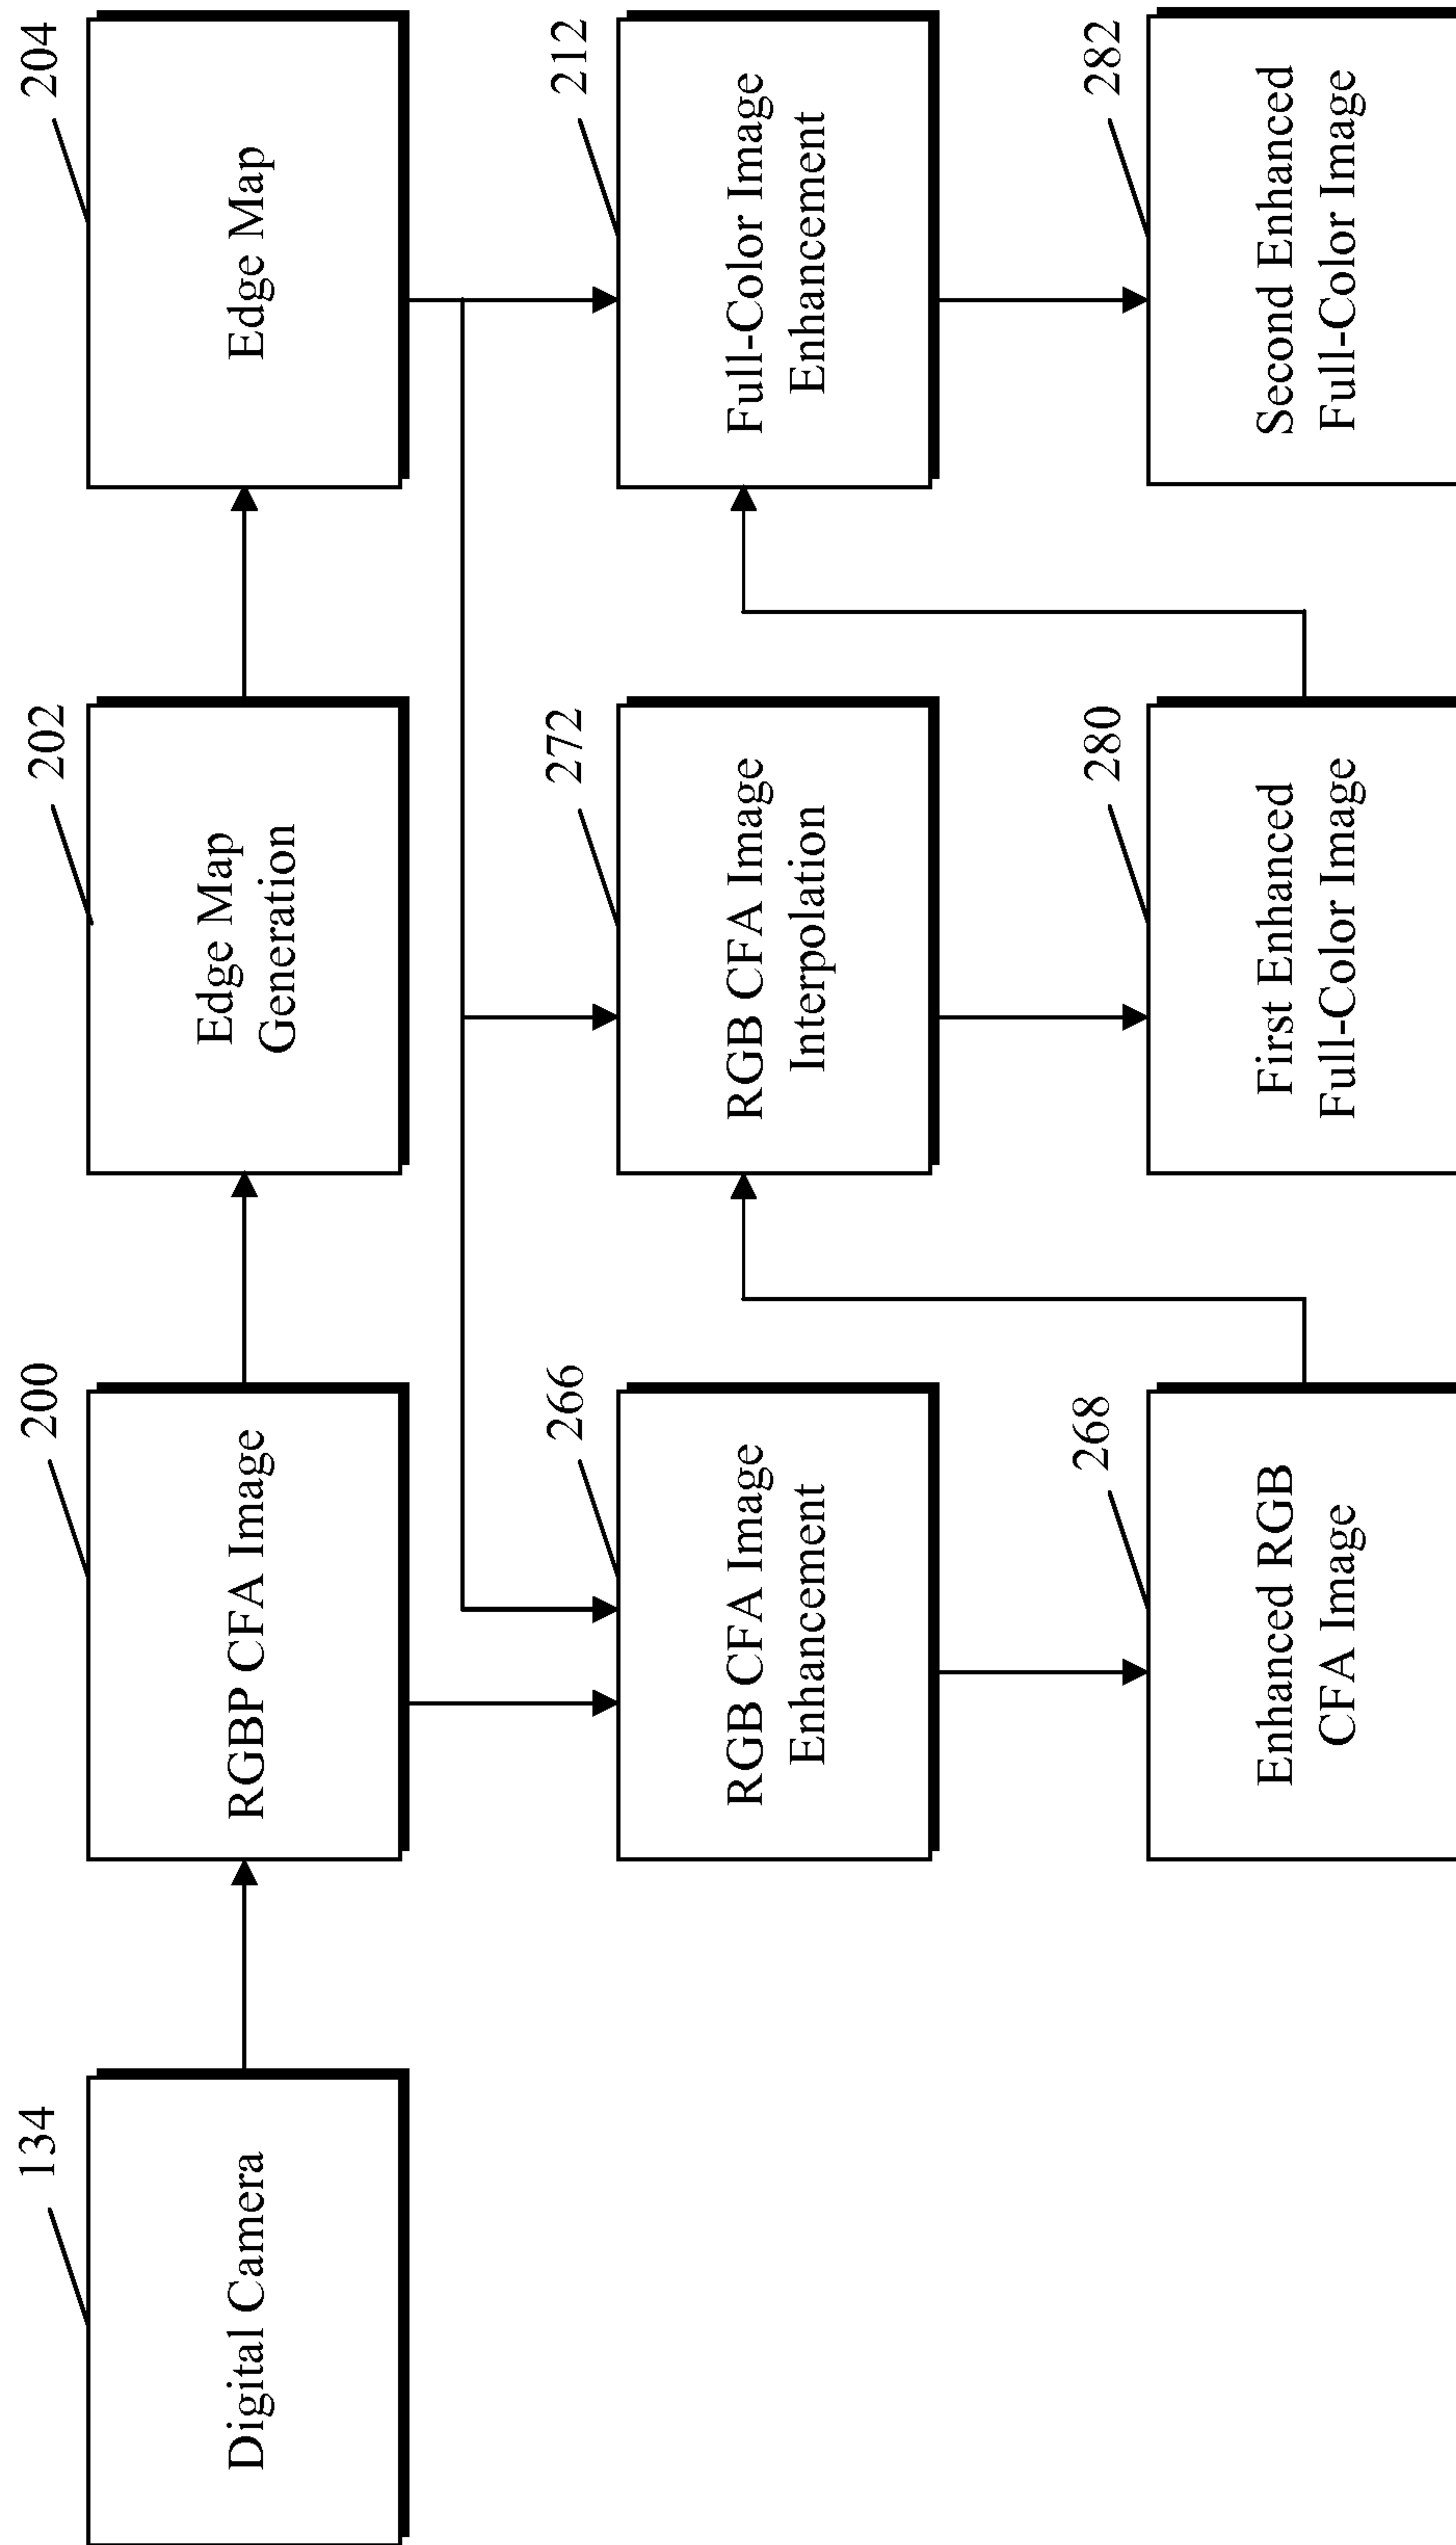 134
Digital Camera
200
RGBP CFA Image
202
Edge Map
Generation
204
Edge Map
266
RGB CFA Image
Enhancement
272
RGB CFA Image
Interpolation
212
Full-Color Image
Enhancement
268
Enhanced RGB
CFA Image
280
First Enhanced
Full-Color Image
282
Second Enhanced
Full-Color Image